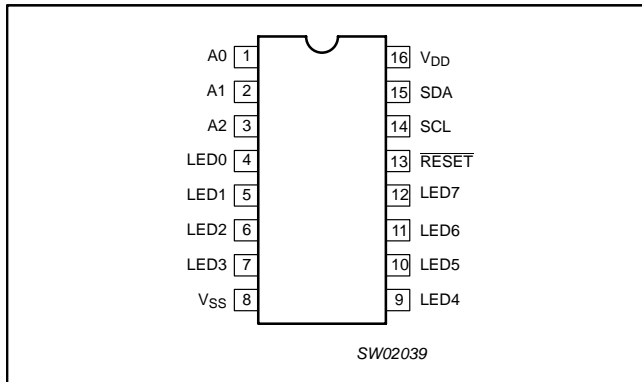 A0 1 16 VDD
A1 2 15 SDA
A2 3 14 SCL
LED0 4 13 RESET
LED1 5 12 LED7
LED2 6 11 LED6
LED3 7 10 LED5
VSS 8 9 LED4
SW02039